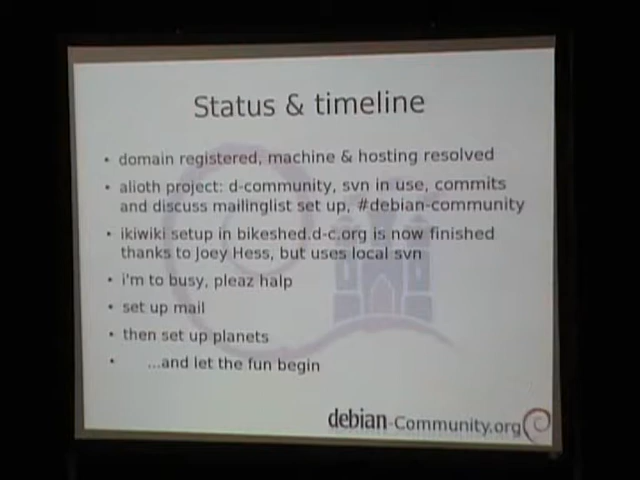 Status & timeline
• domain registered, machine & hosting resolved
• alioth project: d-community, svn in use, commits
and discuss mailinglist set up, #debian-community
• ikiwiki setup in bikeshed.d-c.org is now finished
thanks to Joey Hess, but uses local svn
• i'm to busy, pleaz halp
• set up mail
• then set up planets
• ...and let the fun begin
debian-Community.org